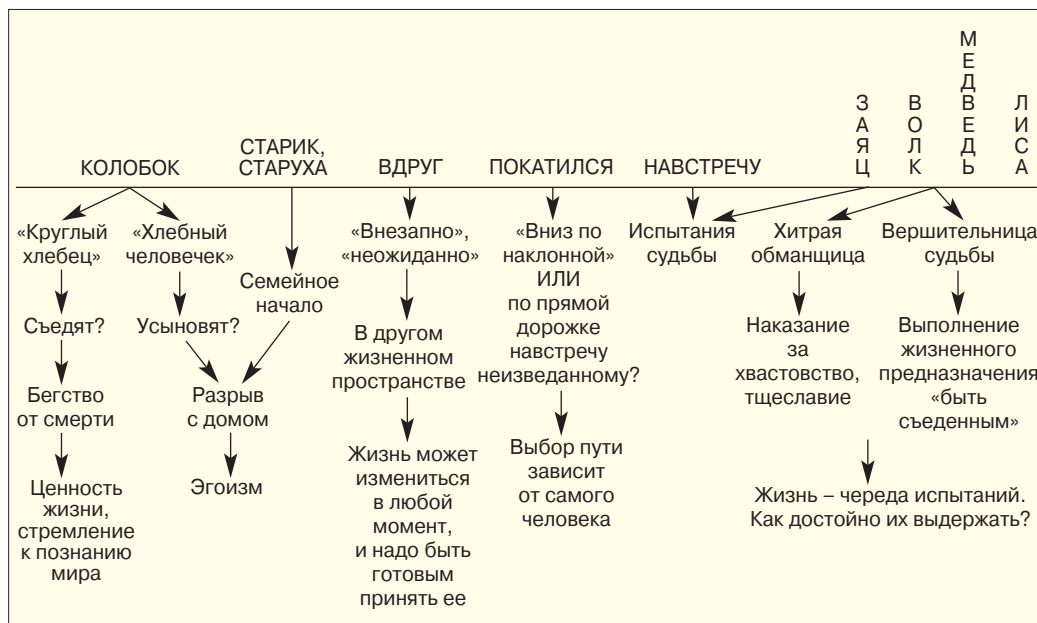 КОЛОБОК
СТАРИК,
СТАРУХА
ВДРУГ
ПОКАТИЛСЯ
НАВСТРЕЧУ
ЗАЯЦ
ВОЛК
МЕДВЕДЬ
ЛИСА
«Круглый
хлебец»
Съедят?
Бегство
от смерти
Ценность
жизни,
стремление
к познанию
мира
«Хлебный
человечек»
Усыновят?
Семейное
начало
Разрыв
с домом
Эгоизм
«Внезапно»,
«неожиданно»
В другом
жизненном
пространстве
Жизнь может
измениться
в любой
момент,
и надо быть
готовым
принять ее
«Вниз по
наклонной»
ИЛИ
по прямой
дорожке
навстречу
неизведанному?
Выбор пути
зависит
от самого
человека
Испытания
судьбы
Хитрая
обманщица
Наказание
за
хвастовство,
тщеславие
Вершительница
судьбы
Выполнение
жизненного
предназначения
«быть
съеденным»
Жизнь – череда испытаний.
Как достойно их выдержать?